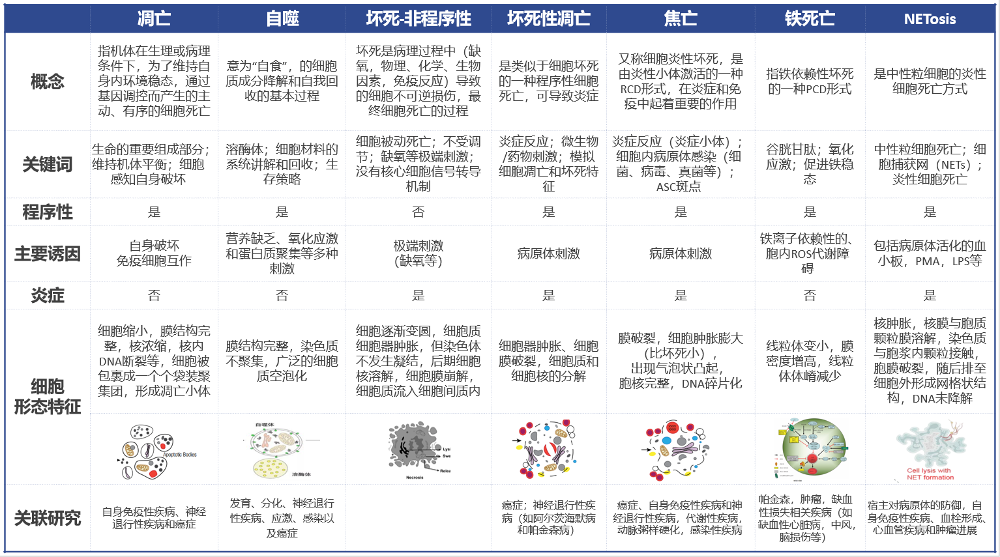 凋亡
自噬
坏死-非程序性
坏死性凋亡
焦亡
铁死亡
NETosis
概念
指机体在生理或病理
条件下，为了维持自
身内环境稳态，通过
基因调控而产生的主
动、有序的细胞死亡
意为“自食”，的细胞
质成分降解和自我回
收的基本过程
坏死是病理过程中（缺
氧，物理、化学、生物
因素，免疫反应）导致
的细胞不可逆损伤，最
终细胞死亡的过程
是类似于细胞坏死
的一种程序性细胞
死亡，可导致炎症
又称细胞炎性坏死，是
由炎性小体激活的一种
RCD形式，在炎症和免
疫中起着重要的作用
指铁依赖性坏死
的一种PCD形式
是中性粒细胞的炎性
细胞死亡方式
关键词
生命的重要组成部分；
维持机体平衡；细胞
感知自身破坏
溶酶体；细胞材料的
系统讲解和回收；生
存策略
细胞被动死亡；不受调
节；缺氧等极端刺激；
没有核心细胞信号转导
机制
炎症反应；微生物
/药物刺激；模拟
细胞凋亡和坏死特
征
炎症反应（炎症小体）；
细胞内病原体感染（细
菌、病毒、真菌等）；
ASC斑点
谷胱甘肽；氧化
应激；促进铁稳
态
中性粒细胞死亡；细
胞捕获网（NETs）；
炎性细胞死亡
程序性
是
是
否
是
是
是
是
主要诱因
自身破坏
免疫细胞互作
营养缺乏、氧化应激
和蛋白质聚集等多种
刺激
极端刺激
（缺氧等）
病原体刺激
病原体刺激
铁离子依赖性的、
胞内ROS代谢障
碍
包括病原体活化的血
小板，PMA，LPS等
炎症
否
否
是
是
是
否
是
细胞
形态特征
细胞缩小，膜结构完
整，核浓缩，核内
DNA断裂等，细胞被
包裹成一个个袋装聚
集团，形成凋亡小体
膜结构完整，染色质
不聚集，广泛的细胞
质空泡化
细胞逐渐变圆，细胞质
细胞器肿胀，但染色体
不发生凝结，后期细胞
核溶解，细胞膜崩解，
细胞质流入细胞间质内
细胞器肿胀、细胞
膜破裂，细胞质和
细胞核的分解
膜破裂，细胞肿胀膨大
（比坏死小），
出现气泡状凸起，
胞核完整，DNA碎片化
线粒体变小，膜
密度增高，线粒
体体嵴减少
核肿胀，核膜与胞质
颗粒膜溶解，染色质
与胞浆内颗粒接触，
胞膜破裂，随后排至
细胞外形成网格状结
构，DNA未降解
Apoptotic Bodies
自噬体
溶酶体
Lys
Swe
Relea
Necrosis
Cell lysis with
NET formation
关联研究
自身免疫性疾病、神经
退行性疾病和癌症
发育、分化、神经退行
性疾病、应激、感染以
及癌症
癌症；神经退行性疾
病（如阿尔茨海默病
和帕金森病）
癌症、自身免疫性疾病和神
经退行性疾病，代谢性疾病，
动脉粥样硬化，感染性疾病
帕金森，肿瘤，缺血
性损失相关疾病（如
缺血性心脏病，中风，
脑损伤等）
宿主对病原体的防御，自
身免疫性疾病、血栓形成、
心血管疾病和肿瘤进展